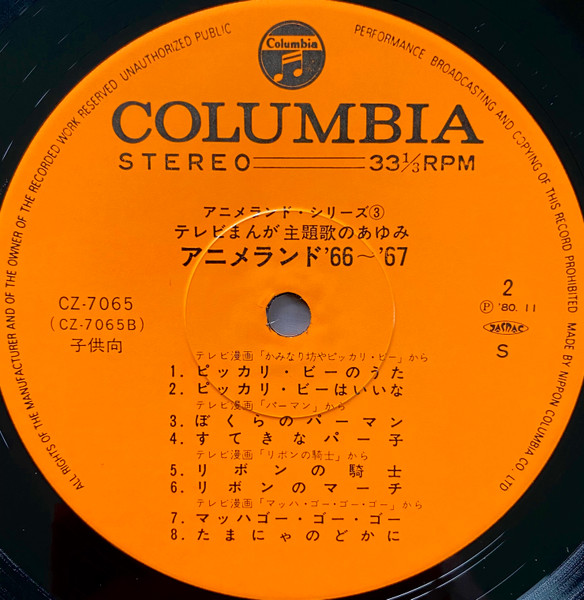 Columbia
ALL RIGHTS OF THE MANUFACTURER AND OF THE OWNER OF THE RECORDED WORK RESERVED UNAUTHORIZED PUBLIC PERFORMANCE BROADCASTING AND COPYING OF THIS RECORD PROHIBITED MADE BY NIPPON COLUMBIA CO. LTD
COLUMBIA
STEREO 33 1/3 RPM
アニメランド・シリーズ③
テレビまんが主題歌のあゆみ
アニメランド'66～'67
CZ-7065
(CZ-7065B)
子供向
2
Ⓟ '80. 11
JASRAC
S
テレビ漫画「かみなり坊やピッカリ・ビー」から
1. ピッカリ・ビーのうた
2. ピッカリ・ビーはいいな
テレビ漫画「パーマン」から
3. ぼくらのパーマン
4. すてきなパー子
テレビ漫画「リボンの騎士」から
5. リボンの騎士
6. リボンのマーチ
テレビ漫画「マッハ・ゴー・ゴー・ゴー」から
7. マッハゴー・ゴー・ゴー
8. たまにゃのどかに